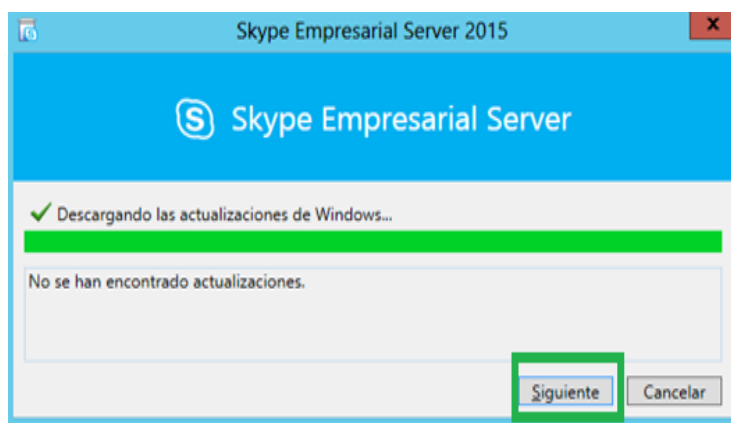 Skype Empresarial Server 2015
x
Skype Empresarial Server
Descargando las actualizaciones de Windows...
No se han encontrado actualizaciones.
Siguiente
Cancelar